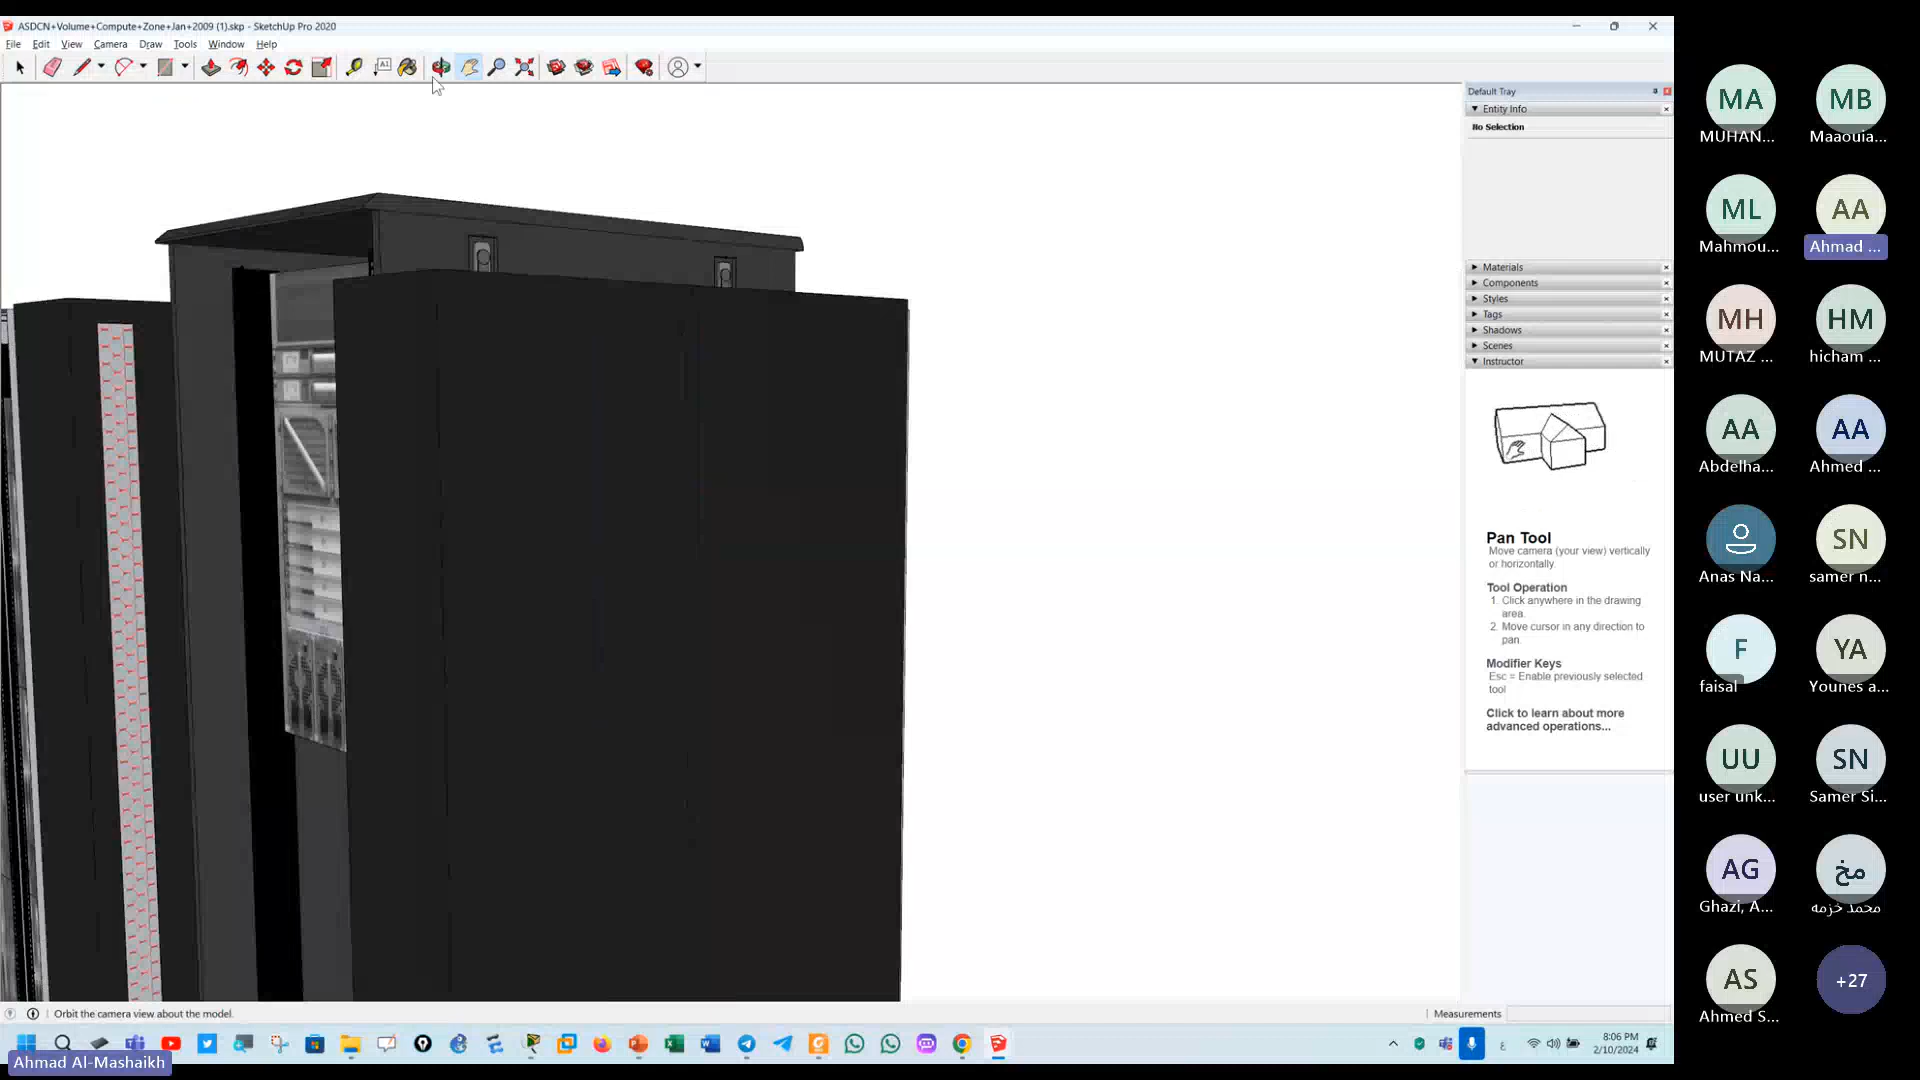 ASDCN+Volume+Compute+Zone+Jan+2009 (1).skp - SketchUp Pro 2020
File Edit View Camera Draw Tools Window Help
A1
Default Tray
Entity Info
No Selection
Materials
Components
Styles
Tags
Shadows
Scenes
Instructor
Pan Tool
Move camera (your view) vertically
or horizontally.
Tool Operation
1. Click anywhere in the drawing
area.
2. Move cursor in any direction to
pan.
Modifier Keys
Esc = Enable previously selected
tool
Click to learn about more
advanced operations...
Orbit the camera view about the model.
Measurements
8:06 PM
2/10/2024
Ahmad Al-Mashaikh
MA MB
MUHAN... Maaouia...
ML AA
Mahmou... Ahmad ...
MH HM
MUTAZ ... hicham ...
AA AA
Abdelha... Ahmed ...
SN
Anas Na... samer n...
F YA
faisal Younes a...
UU SN
user unk... Samer Si...
AG مخ
Ghazi, A... محمد خزمه
AS +27
Ahmed S...